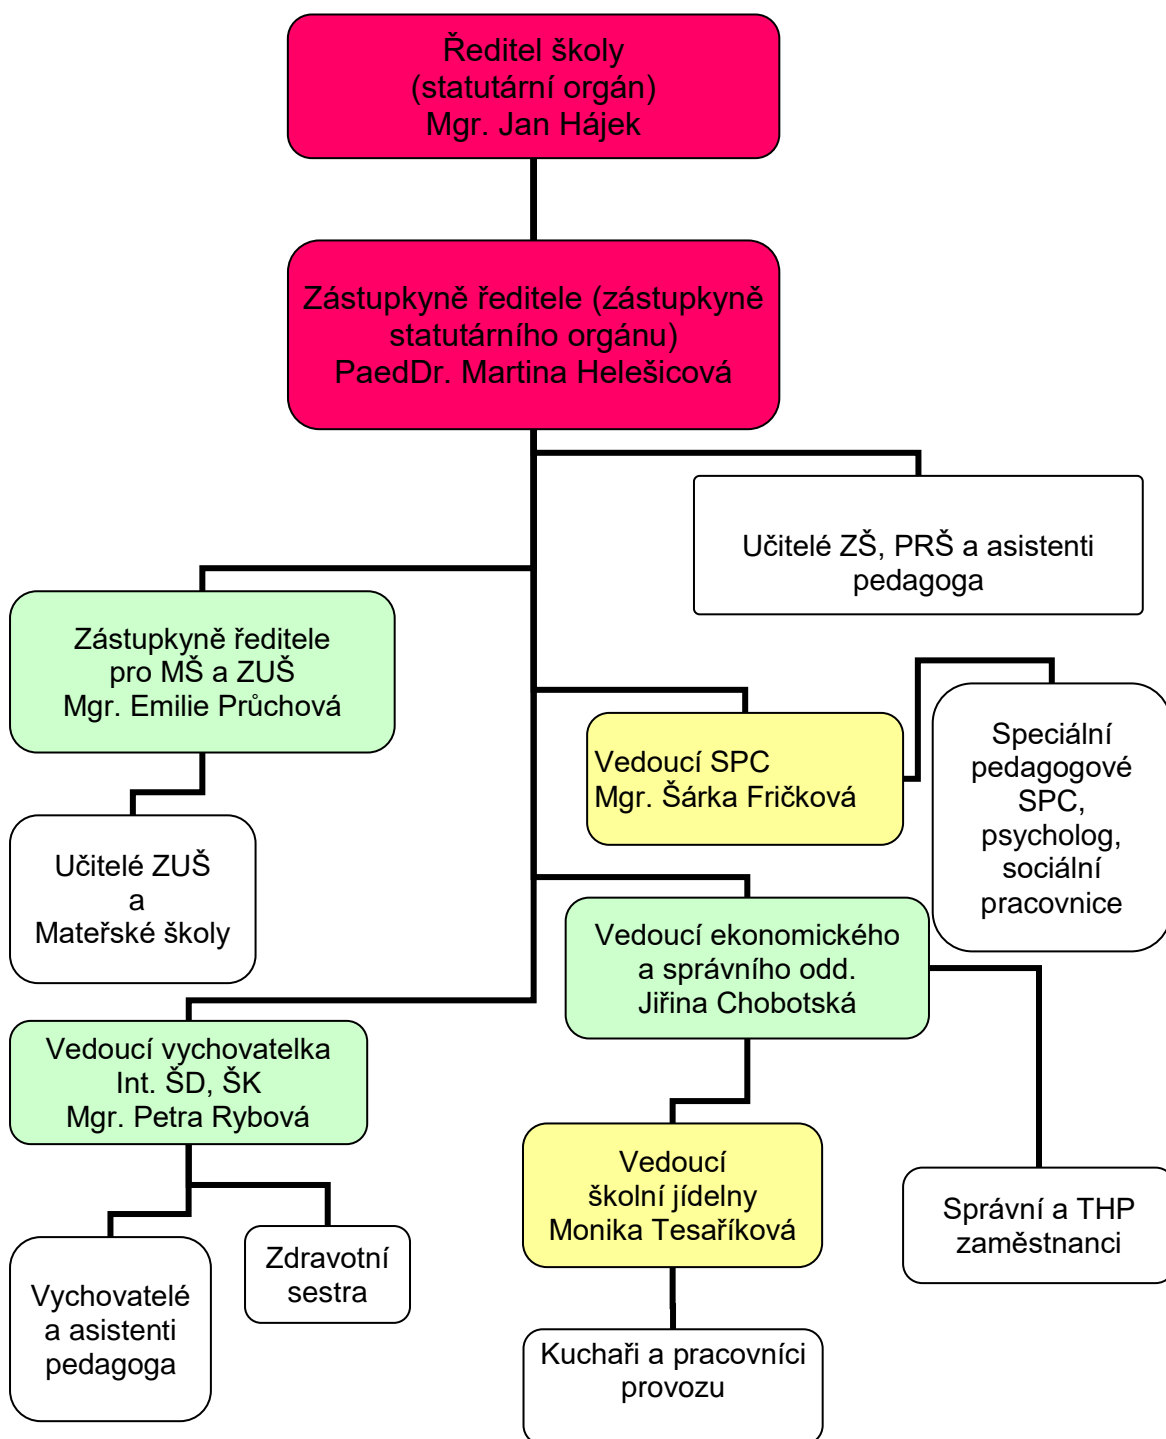 Ředitel školy
(statutární orgán)
Mgr. Jan Hájek
Zástupkyně ředitele (zástupkyně
statutárního orgánu)
PaedDr. Martina Helešicová
Učitelé ZŠ, PRŠ a asistenti
pedagoga
Zástupkyně ředitele
pro MŠ a ZUŠ
Mgr. Emilie Průchová
Vedoucí SPC
Mgr. Šárka Fričková
Speciální
pedagogové
SPC,
psycholog,
sociální
pracovnice
Učitelé ZUŠ
a
Mateřské školy
Vedoucí ekonomického
a správního odd.
Jiřina Chobotská
Vedoucí vychovatelka
Int. ŠD, ŠK
Mgr. Petra Rybová
Vedoucí
školní jídelny
Monika Tesaříková
Správní a THP
zaměstnanci
Zdravotní
sestra
Vychovatelé
a asistenti
pedagoga
Kuchaři a pracovníci
provozu